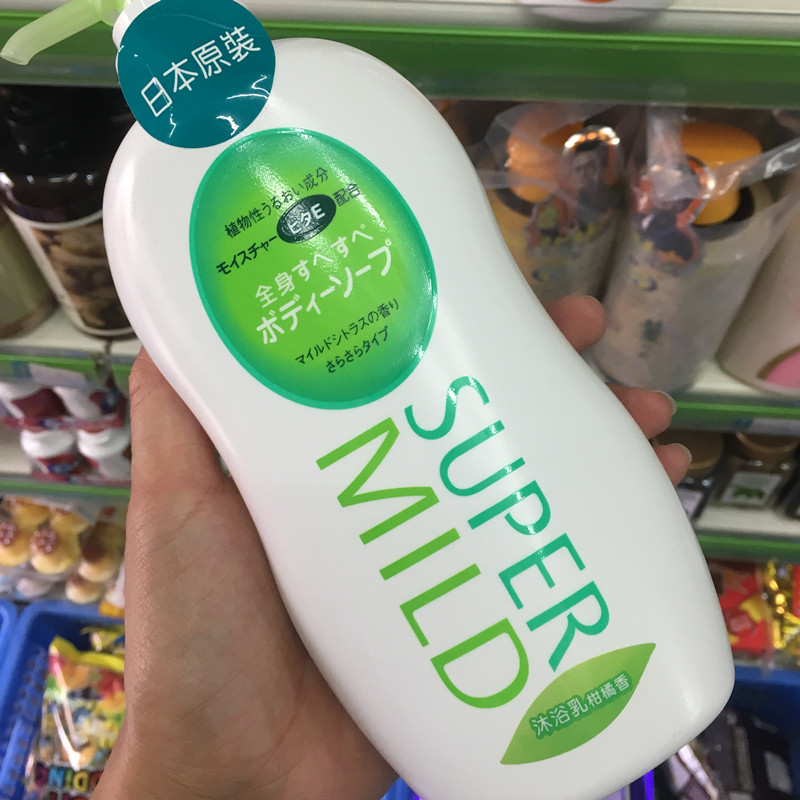 日本原裝
植物性うるおい成分
モイスチャービタE配合
全身すべすべ
ボディーソープ
マイルドシトラスの香り
さらさらタイプ
SUPER
MILD
沐浴乳柑橘香